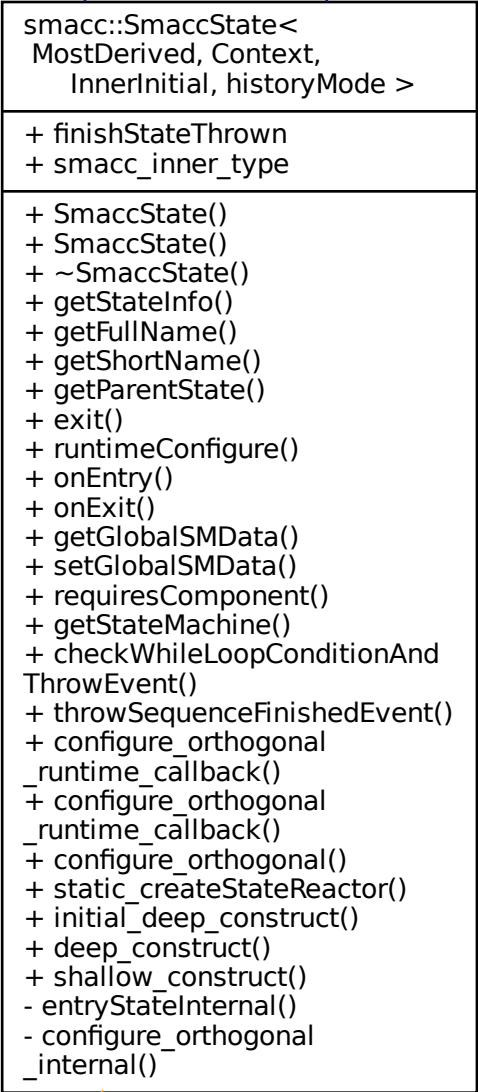 smacc::SmaccState<
MostDerived, Context,
InnerInitial, historyMode >
+ finishStateThrown
+ smacc_inner_type
+ SmaccState()
+ SmaccState()
+ ~SmaccState()
+ getStateInfo()
+ getFullName()
+ getShortName()
+ getParentState()
+ exit()
+ runtimeConfigure()
+ onEntry()
+ onExit()
+ getGlobalSMData()
+ setGlobalSMData()
+ requiresComponent()
+ getStateMachine()
+ checkWhileLoopConditionAnd
ThrowEvent()
+ throwSequenceFinishedEvent()
+ configure_orthogonal
_runtime_callback()
+ configure_orthogonal
_runtime_callback()
+ configure_orthogonal()
+ static_createStateReactor()
+ initial_deep_construct()
+ deep_construct()
+ shallow_construct()
- entryStateInternal()
- configure_orthogonal
_internal()